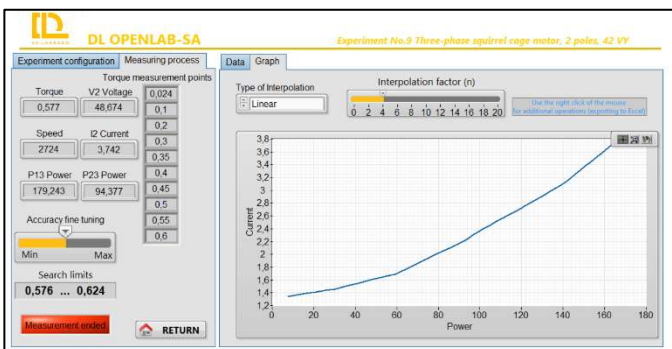 DL OPENLAB-SA
Experiment No.9 Three-phase squirrel cage motor, 2 poles, 42 VY
Experiment configuration
Measuring process
Torque measurement points
Torque
V2 Voltage
0,577
48,674
Speed
I2 Current
2724
3,742
P13 Power
P23 Power
179,243
94,377
0,024
0,1
0,2
0,3
0,35
0,4
0,45
0,5
0,55
0,6
Accuracy fine tuning
Min
Max
Search limits
0,576 ... 0,624
Measurement ended
RETURN
Data
Graph
Type of Interpolation
Linear
Interpolation factor (n)
0 2 4 6 8 10 12 14 16 18 20
Use the right click of the mouse
for additional operations (exporting to Excel)
Current
3,8
3,6
3,4
3,2
3
2,8
2,6
2,4
2,2
2
1,8
1,6
1,4
1,2
0 20 40 60 80 100 120 140 160 180
Power